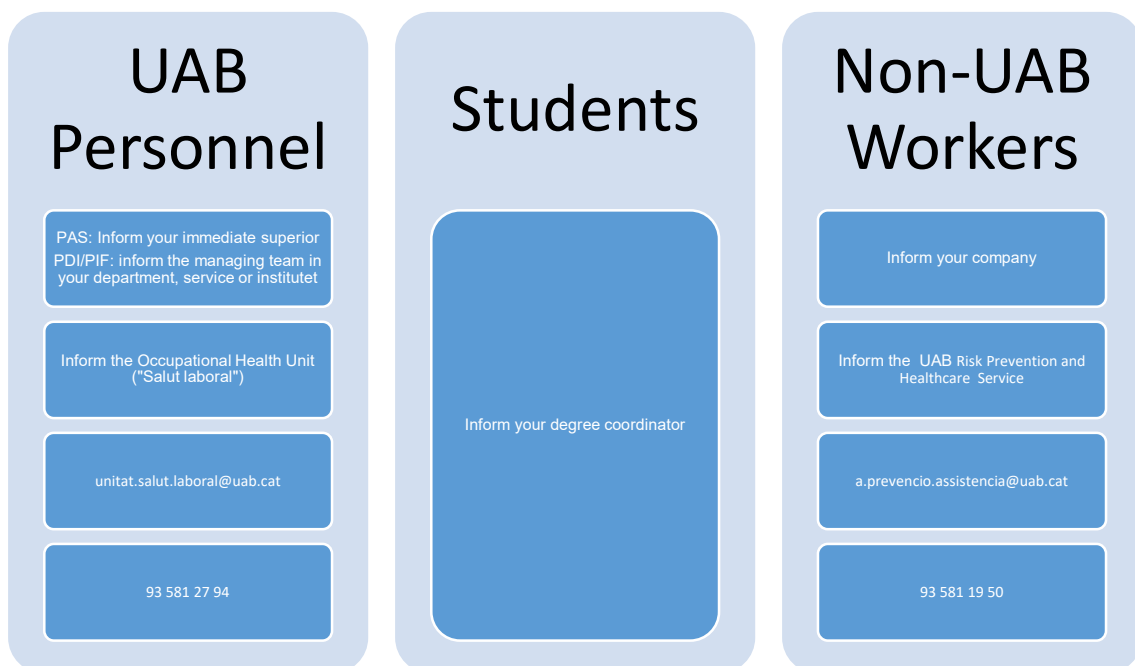 UAB
Personnel
PAS: Inform your immediate superior
PDI/PIF: inform the managing team in
your department, service or institutet
Inform the Occupational Health Unit
("Salut laboral")
unitat.salut.laboral@uab.cat
93 581 27 94
Students
Inform your degree coordinator
Non-UAB
Workers
Inform your company
Inform the UAB Risk Prevention and
Healthcare Service
a.prevencio.assistencia@uab.cat
93 581 19 50